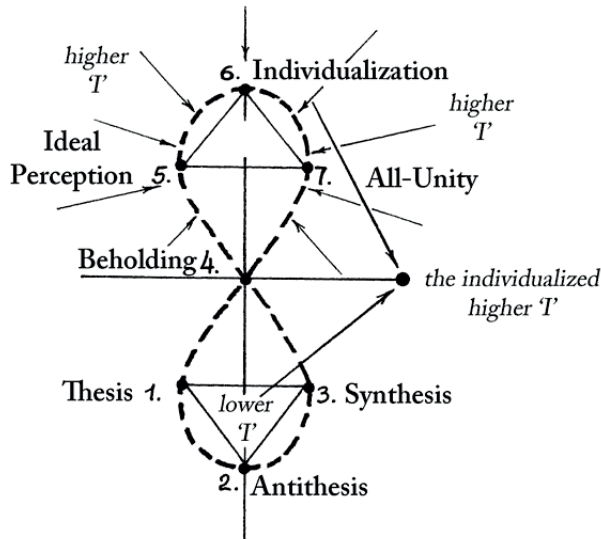 higher
'I'
6. Individualization
higher
'I'
Ideal
Perception 5.
7. All-Unity
Beholding 4.
the individualized
higher 'I'
Thesis 1.
lower
'I'
3. Synthesis
2. Antithesis